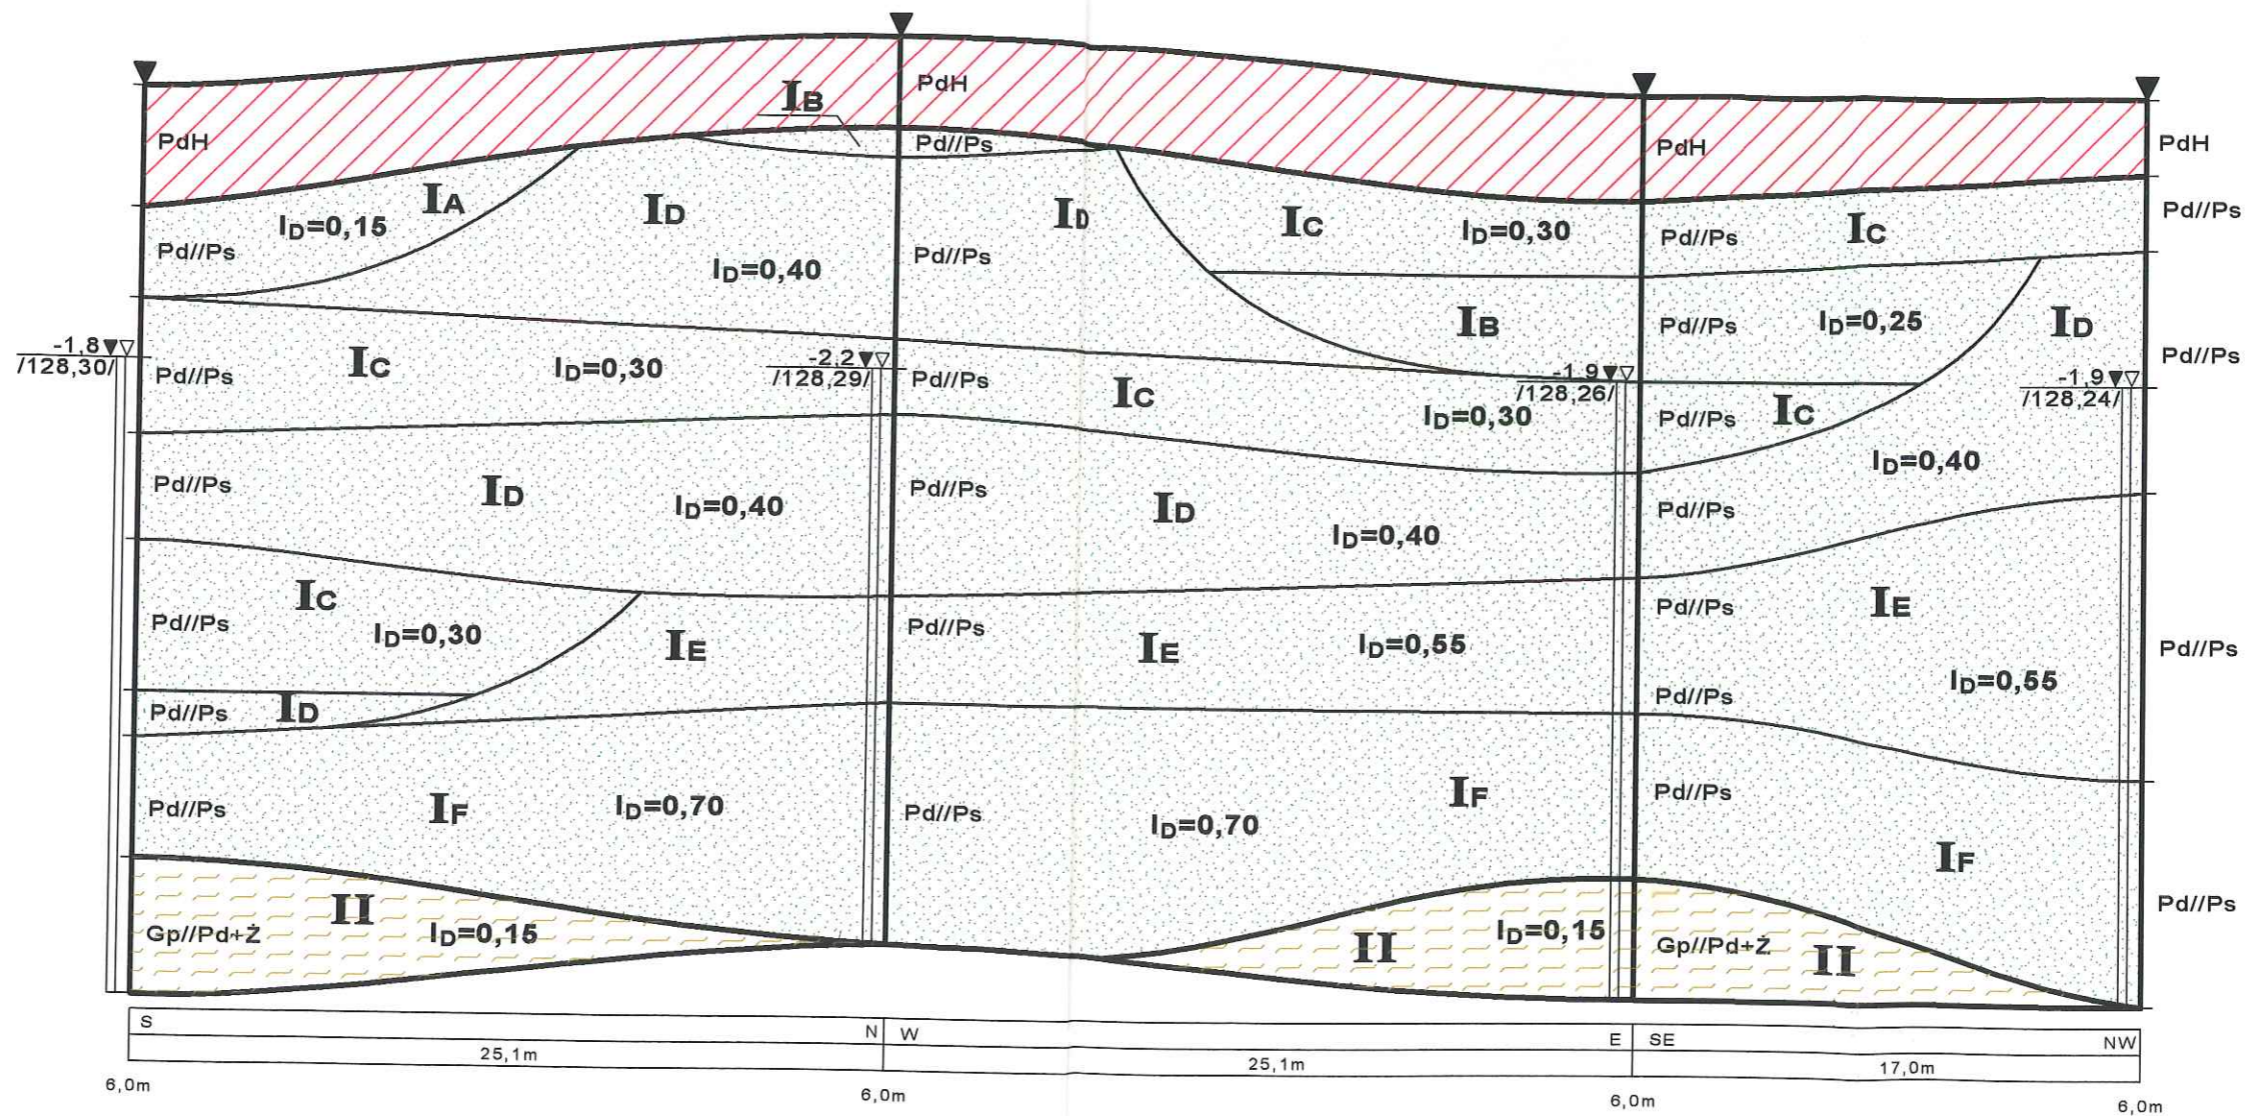 PdH
IB
PdH
Pd//Ps
PdH
PdH
IA
ID=0,15
Pd//Ps
ID
ID=0,40
ID
Pd//Ps
IC
ID=0,30
Pd//Ps
IC
Pd//Ps
-1,8
/128,30/
Pd//Ps
IC
ID=0,30
-2,2
/128,29/
Pd//Ps
IC
ID=0,30
IB
-1,9
/128,26/
Pd//Ps
ID=0,25
ID
Pd//Ps
Pd//Ps
IC
-1,9
/128,24/
ID=0,40
Pd//Ps
ID
ID=0,40
Pd//Ps
ID
ID=0,40
Pd//Ps
IC
ID=0,30
Pd//Ps
IE
Pd//Ps
IE
ID=0,55
Pd//Ps
IE
Pd//Ps
ID=0,55
Pd//Ps
Pd//Ps
ID
Pd//Ps
IF
ID=0,70
Pd//Ps
ID=0,70
IF
Pd//Ps
IF
Pd//Ps
Gp//Pd+Ż
II
ID=0,15
II
ID=0,15
Gp//Pd+Ż
II
S N W E SE NW
25,1m 25,1m 17,0m
6,0m 6,0m 6,0m 6,0m